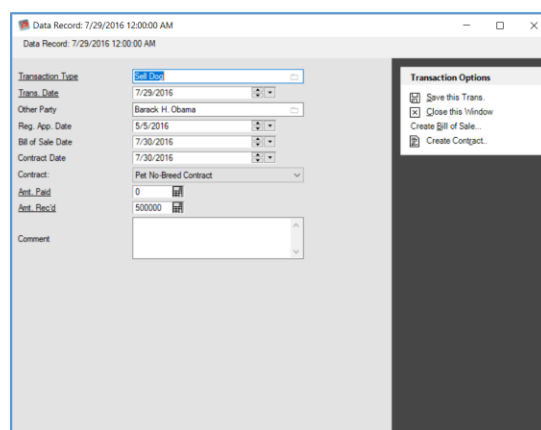 Data Record: 7/29/2016 12:00:00 AM
Data Record: 7/29/2016 12:00:00 AM
Transaction Type Sell Dog
Trans. Date 7/29/2016
Other Party Barack H. Obama
Reg. App. Date 5/5/2016
Bill of Sale Date 7/30/2016
Contract Date 7/30/2016
Contract: Pet No-Breed Contract
Amt. Paid 0
Amt. Rec'd 500000
Comment
Transaction Options
Save this Trans.
Close this Window
Create Bill of Sale...
Create Contract..